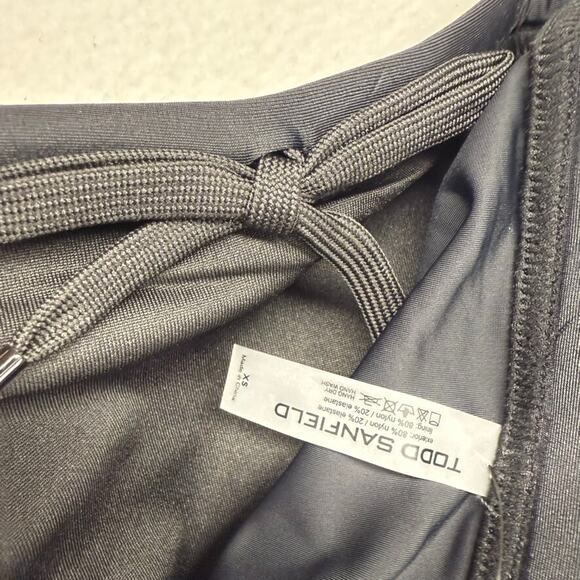 TODD SANFIELD
exterior: 80% nylon / 20% elastane
lining: 80% nylon / 20% elastane
HAND WASH
HANG DRY
XS
Made in China